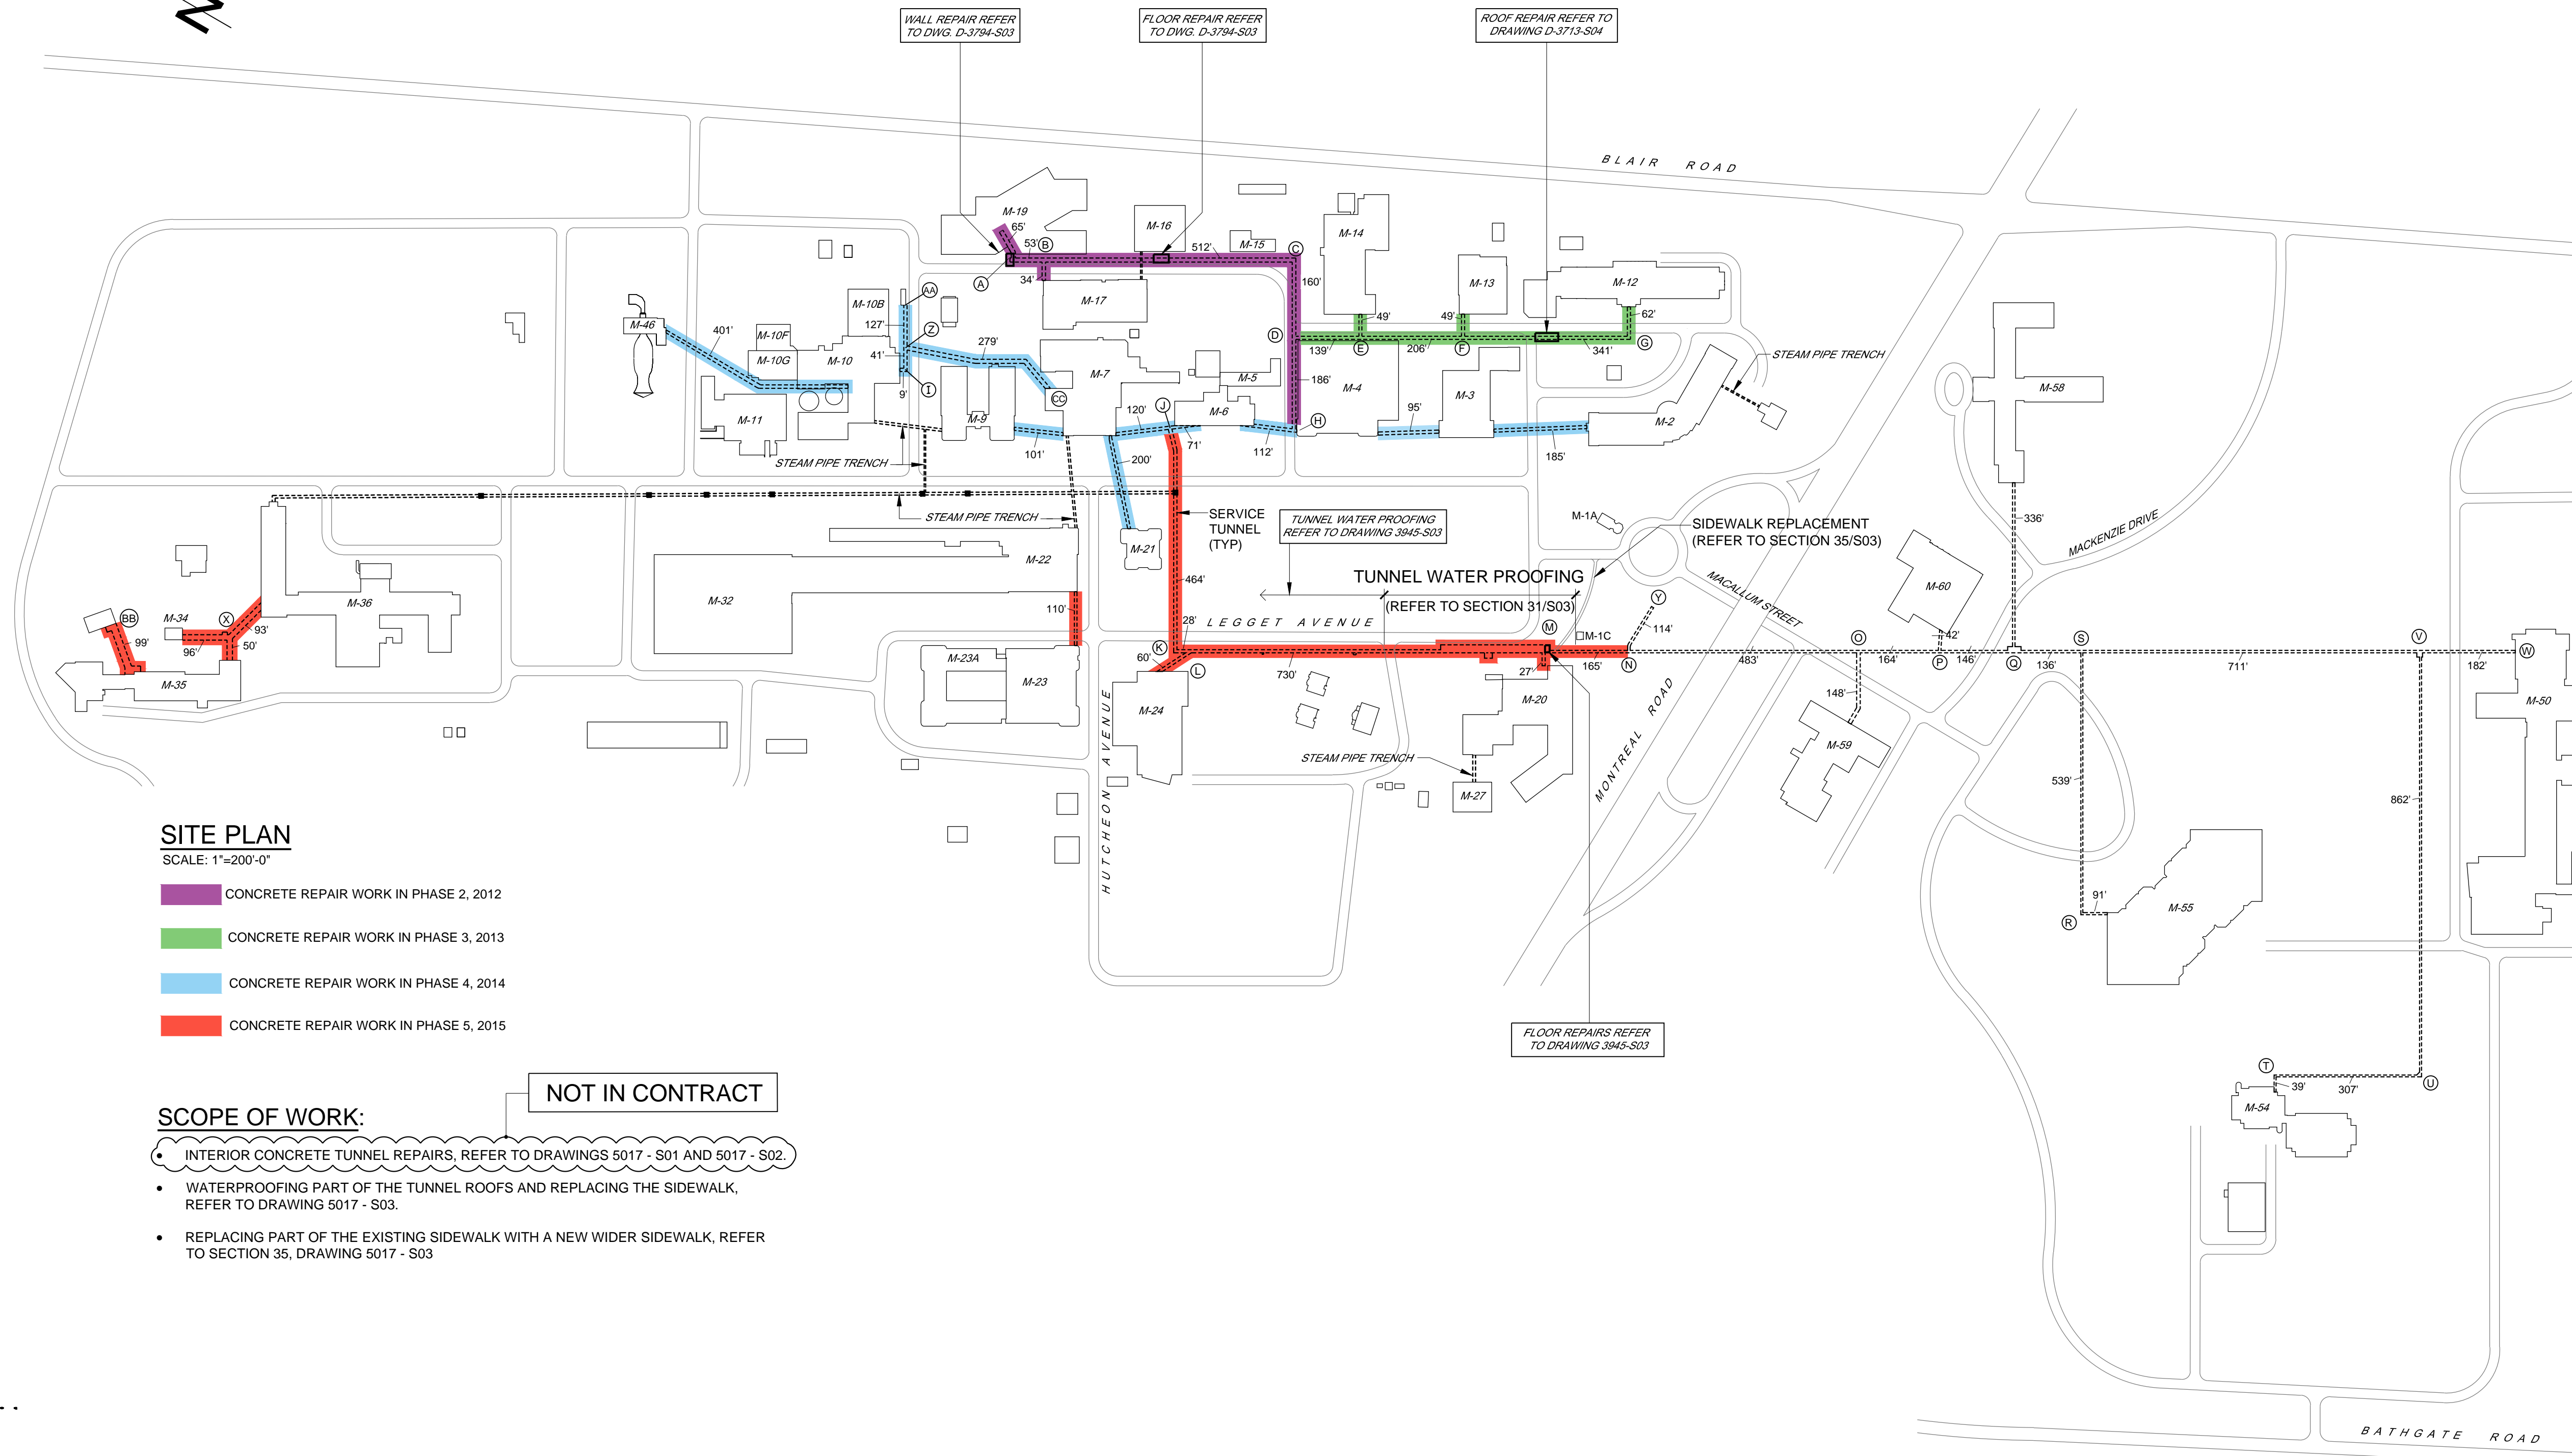 N
WALL REPAIR REFER
TO DWG. D-3794-S03
FLOOR REPAIR REFER
TO DWG. D-3794-S03
ROOF REPAIR REFER TO
DRAWING D-3713-S04
BLAIR ROAD
M-19
65'
53'
B
M-16
512'
M-15
C
M-14
M-13
M-12
A
34'
M-17
160'
AA
M-10B
127'
Z
M-46
401'
M-10F
M-10G
M-10
41'
279'
I
9'
D
139'
49'
E
206'
49'
F
341'
62'
G
STEAM PIPE TRENCH
M-7
CC
M-5
M-6
J
120'
71'
112'
186'
H
M-4
95'
M-3
185'
M-2
M-58
M-11
M-9
101'
200'
STEAM PIPE TRENCH
STEAM PIPE TRENCH
SERVICE
TUNNEL
(TYP)
TUNNEL WATER PROOFING
REFER TO DRAWING 3945-S03
M-1A
SIDEWALK REPLACEMENT
(REFER TO SECTION 35/S03)
336'
MACKENZIE DRIVE
M-21
M-22
M-32
464'
TUNNEL WATER PROOFING
(REFER TO SECTION 31/S03)
MACALLUM STREET
M-60
M-36
BB
M-34
X
99'
96'
93'
50'
M-35
110'
28'
LEGGET AVENUE
M
M-1C
Y
114'
K
60'
L
730'
27'
165'
N
483'
O
164'
42'
P
146'
Q
136'
S
711'
V
182'
W
M-23A
M-23
M-24
M-20
148'
M-59
M-50
HUTCHEON AVENUE
MONTREAL ROAD
STEAM PIPE TRENCH
M-27
539'
862'
91'
R
M-55
SITE PLAN
SCALE: 1"=200'-0"
CONCRETE REPAIR WORK IN PHASE 2, 2012
CONCRETE REPAIR WORK IN PHASE 3, 2013
CONCRETE REPAIR WORK IN PHASE 4, 2014
CONCRETE REPAIR WORK IN PHASE 5, 2015
FLOOR REPAIRS REFER
TO DRAWING 3945-S03
T
39'
307'
U
M-54
NOT IN CONTRACT
SCOPE OF WORK:
• INTERIOR CONCRETE TUNNEL REPAIRS, REFER TO DRAWINGS 5017 - S01 AND 5017 - S02.
• WATERPROOFING PART OF THE TUNNEL ROOFS AND REPLACING THE SIDEWALK,
REFER TO DRAWING 5017 - S03.
• REPLACING PART OF THE EXISTING SIDEWALK WITH A NEW WIDER SIDEWALK, REFER
TO SECTION 35, DRAWING 5017 - S03
BATHGATE ROAD